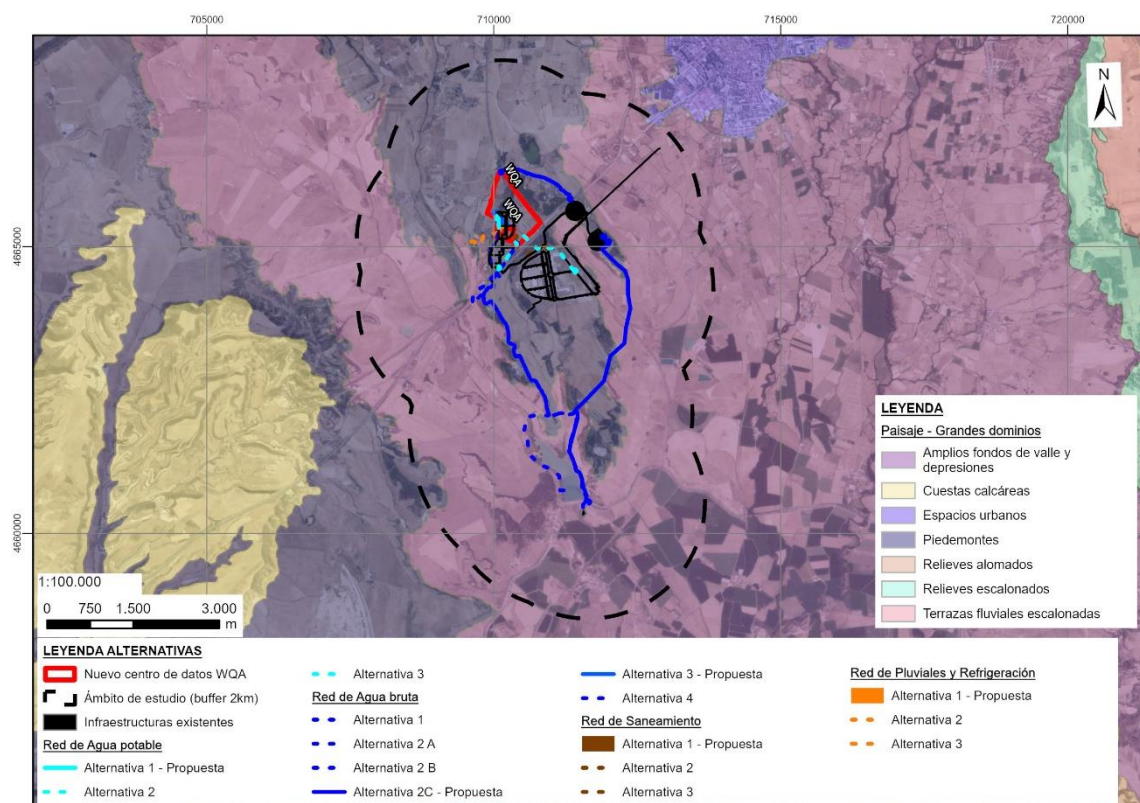 705000
710000
715000
720000
N
WQA
WQA
4665000
4660000
LEYENDA
Paisaje - Grandes dominios
Amplios fondos de valle y
depresiones
Cuestas calcáreas
Espacios urbanos
Piedemontes
Relieves alomados
Relieves escalonados
Terrazas fluviales escalonadas
1:100.000
0 750 1.500 3.000
m
LEYENDA ALTERNATIVAS
Nuevo centro de datos WQA
Ámbito de estudio (buffer 2km)
Infraestructuras existentes
Red de Agua potable
Alternativa 1 - Propuesta
Alternativa 2
Alternativa 3
Red de Agua bruta
Alternativa 1
Alternativa 2 A
Alternativa 2 B
Alternativa 2C - Propuesta
Alternativa 3 - Propuesta
Alternativa 4
Red de Saneamiento
Alternativa 1 - Propuesta
Alternativa 2
Alternativa 3
Red de Pluviales y Refrigeración
Alternativa 1 - Propuesta
Alternativa 2
Alternativa 3